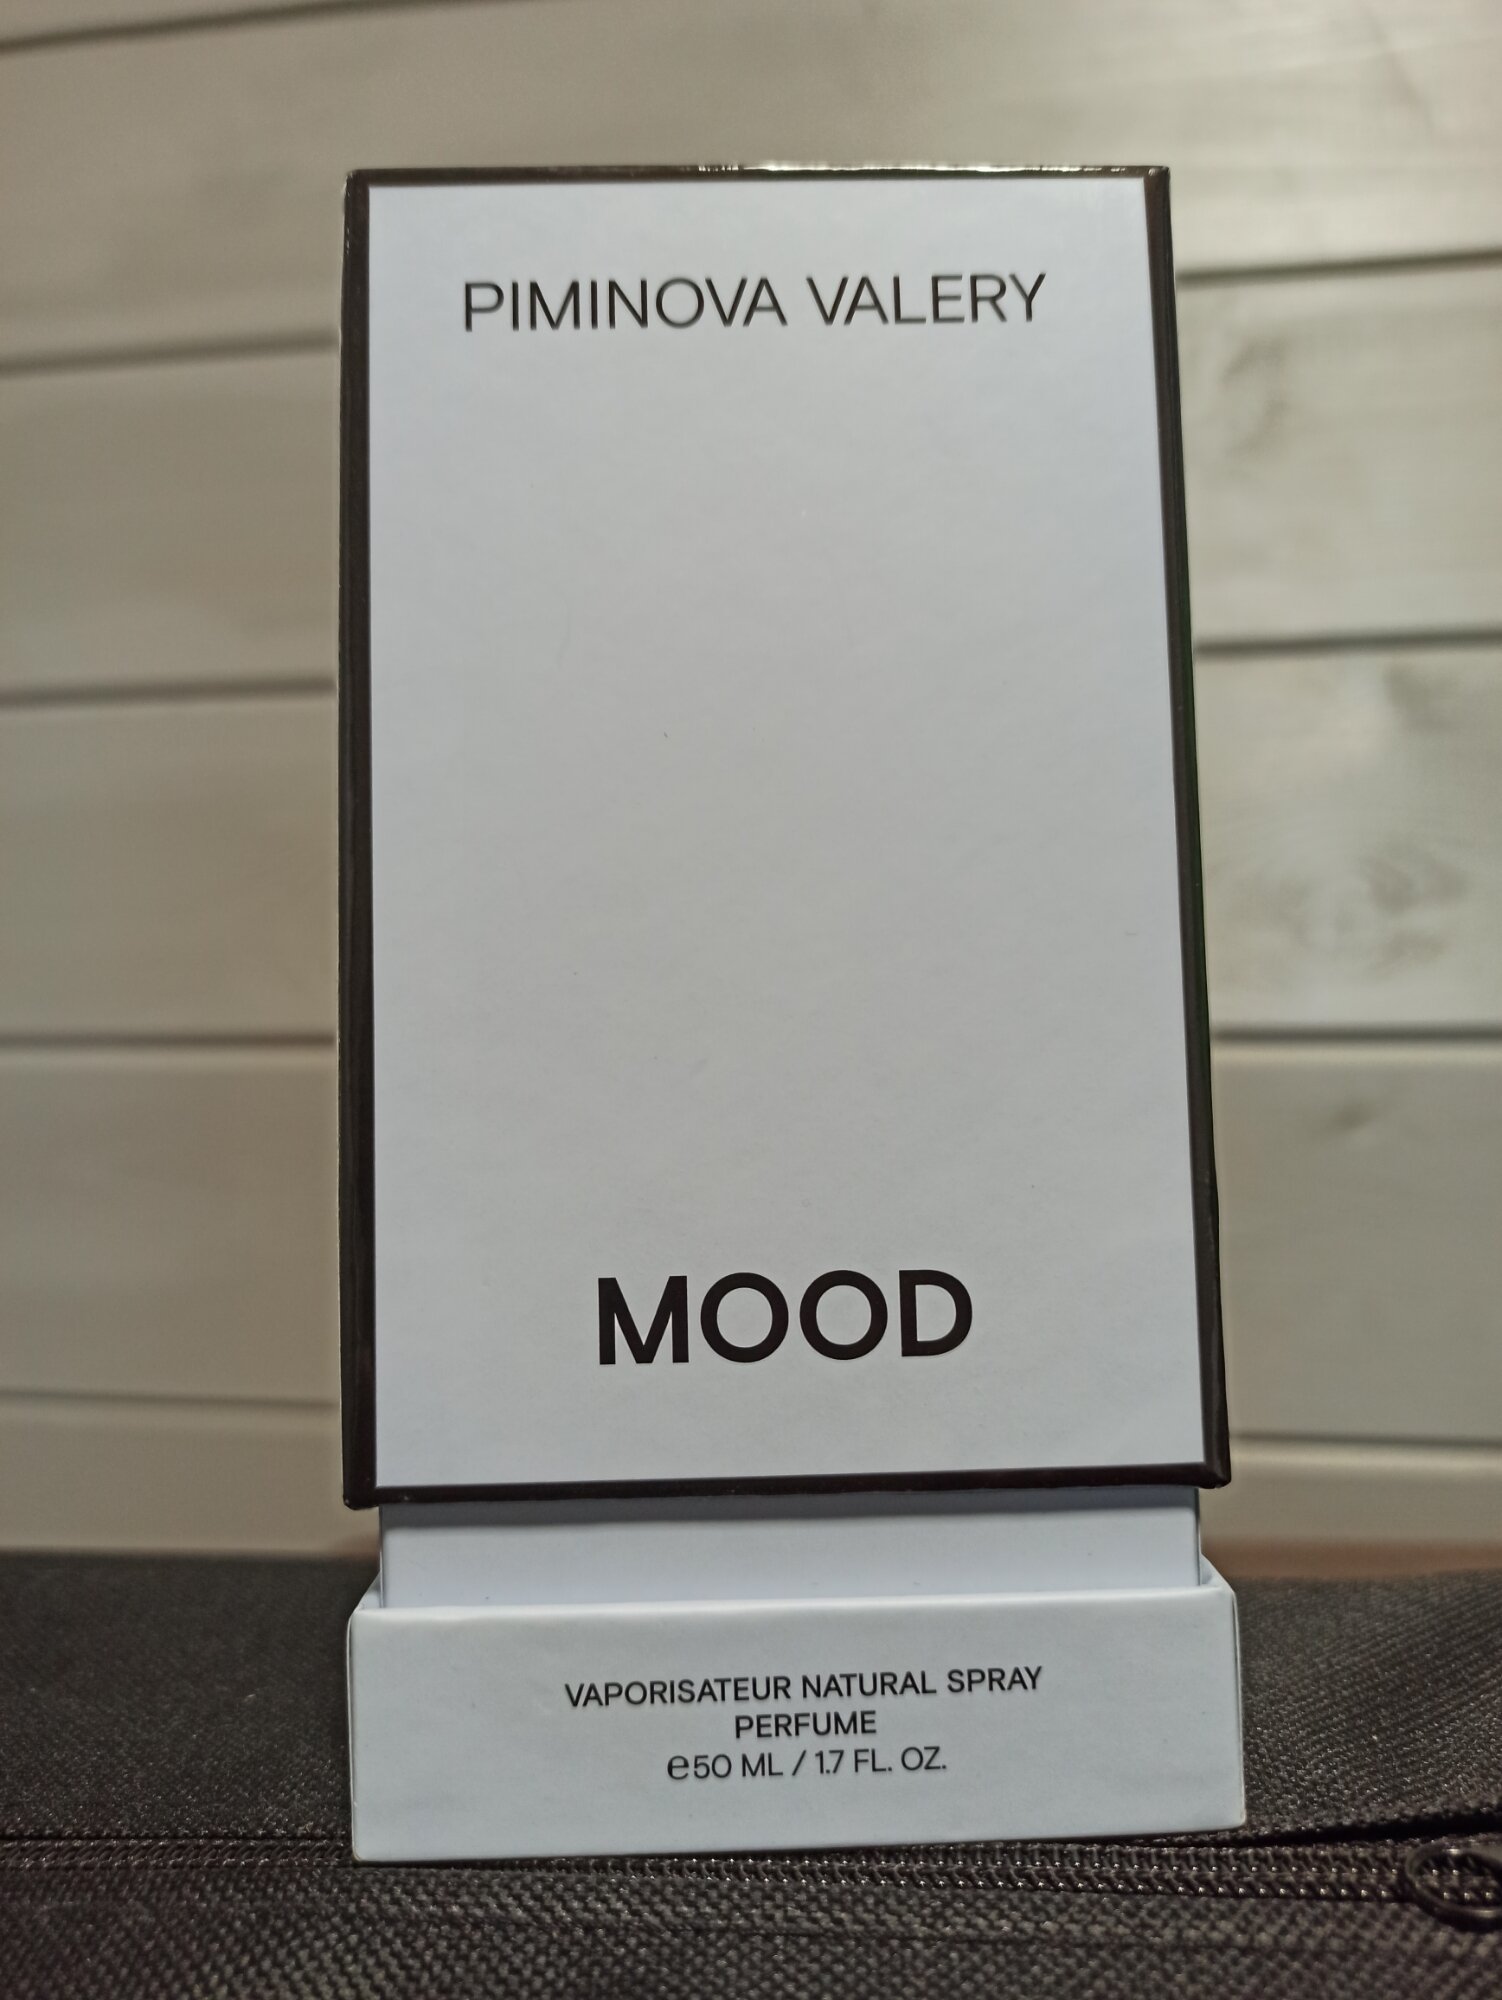 PIMINOVA VALERY
MOOD
VAPORISATEUR NATURAL SPRAY
PERFUME
℮50 ML / 1.7 FL. OZ.